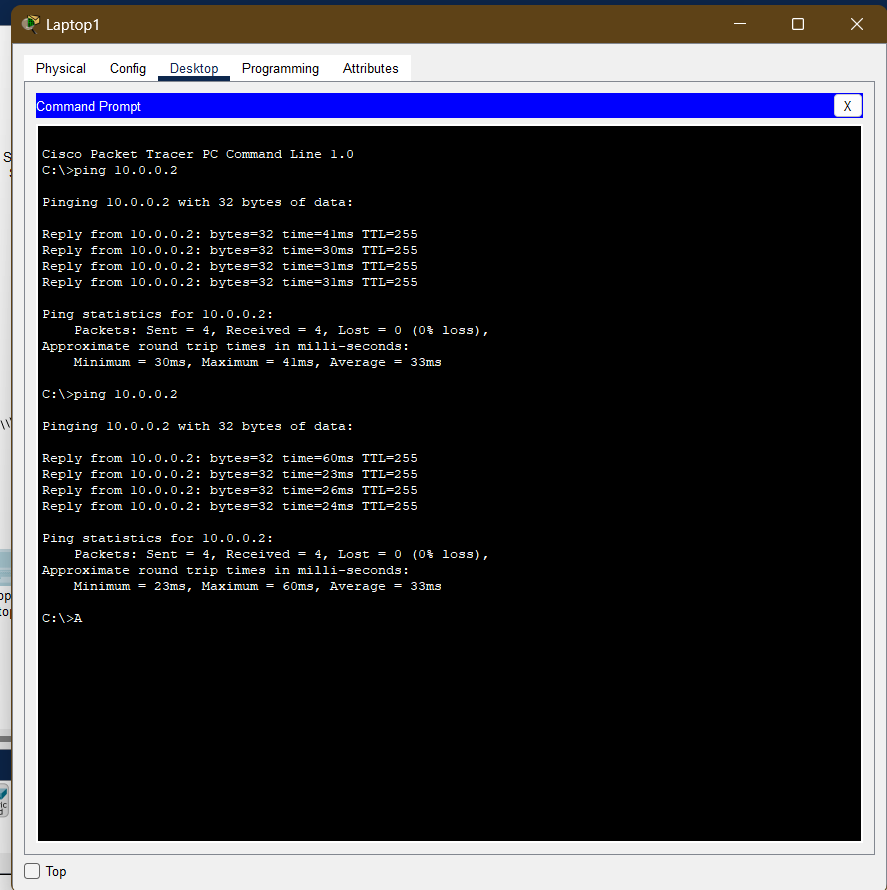 Laptop1
Physical Config Desktop Programming Attributes
Command Prompt X
Cisco Packet Tracer PC Command Line 1.0
C:\>ping 10.0.0.2
Pinging 10.0.0.2 with 32 bytes of data:
Reply from 10.0.0.2: bytes=32 time=41ms TTL=255
Reply from 10.0.0.2: bytes=32 time=30ms TTL=255
Reply from 10.0.0.2: bytes=32 time=31ms TTL=255
Reply from 10.0.0.2: bytes=32 time=31ms TTL=255
Ping statistics for 10.0.0.2:
Packets: Sent = 4, Received = 4, Lost = 0 (0% loss),
Approximate round trip times in milli-seconds:
Minimum = 30ms, Maximum = 41ms, Average = 33ms
C:\>ping 10.0.0.2
Pinging 10.0.0.2 with 32 bytes of data:
Reply from 10.0.0.2: bytes=32 time=60ms TTL=255
Reply from 10.0.0.2: bytes=32 time=23ms TTL=255
Reply from 10.0.0.2: bytes=32 time=26ms TTL=255
Reply from 10.0.0.2: bytes=32 time=24ms TTL=255
Ping statistics for 10.0.0.2:
Packets: Sent = 4, Received = 4, Lost = 0 (0% loss),
Approximate round trip times in milli-seconds:
Minimum = 23ms, Maximum = 60ms, Average = 33ms
C:\>A
Top